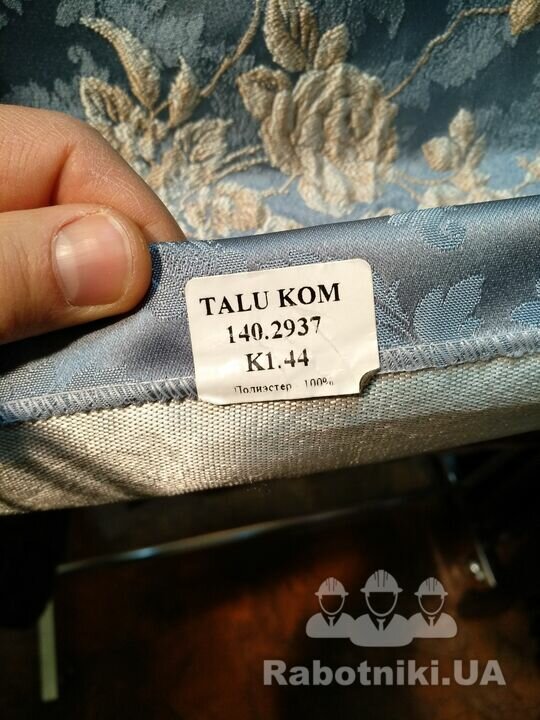 TALU KOM
140.2937
K1.44
Полиэстер 100%
Rabotniki.UA